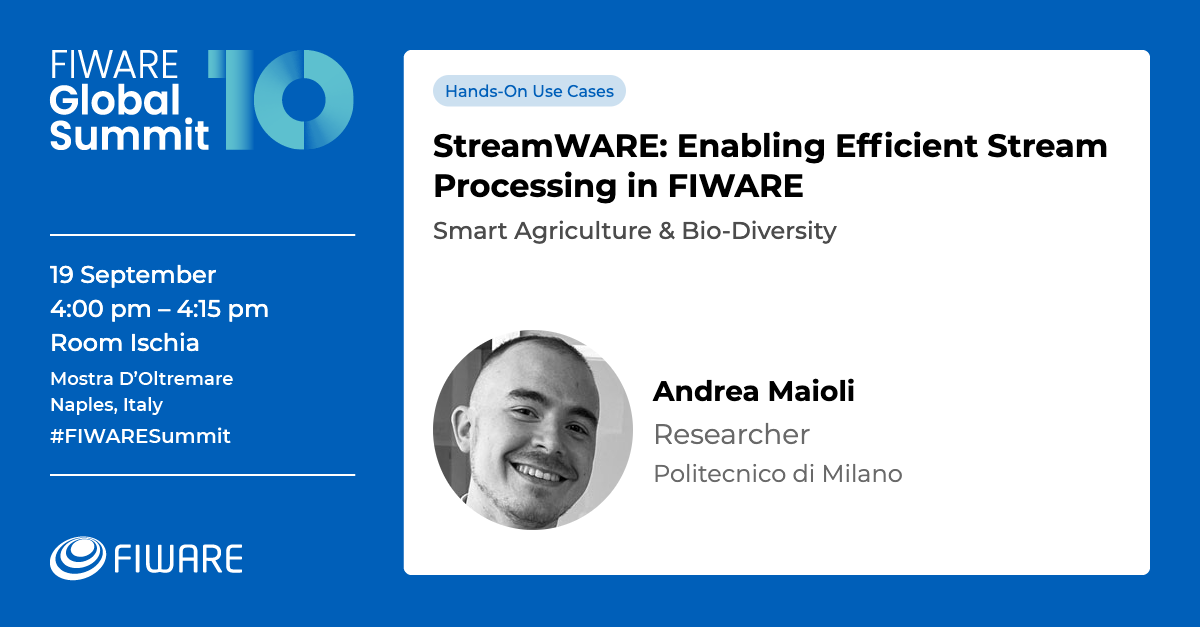 FIWARE
Global
Summit
10
19 September
4:00 pm – 4:15 pm
Room Ischia
Mostra D’Oltremare
Naples, Italy
#FIWARESummit
FIWARE
Hands-On Use Cases
StreamWARE: Enabling Efficient Stream
Processing in FIWARE
Smart Agriculture & Bio-Diversity
Andrea Maioli
Researcher
Politecnico di Milano